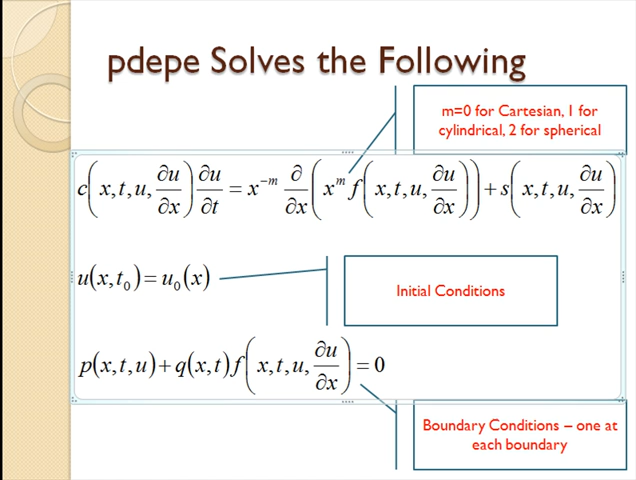 pdepe Solves the Following
m=0 for Cartesian, 1 for
cylindrical, 2 for spherical
c(x,t,u,∂u/∂x) ∂u/∂t = x⁻ᵐ ∂/∂x (xᵐ f(x,t,u,∂u/∂x)) + s(x,t,u,∂u/∂x)
u(x,t₀) = u₀(x)
Initial Conditions
p(x,t,u) + q(x,t) f(x,t,u,∂u/∂x) = 0
Boundary Conditions – one at
each boundary